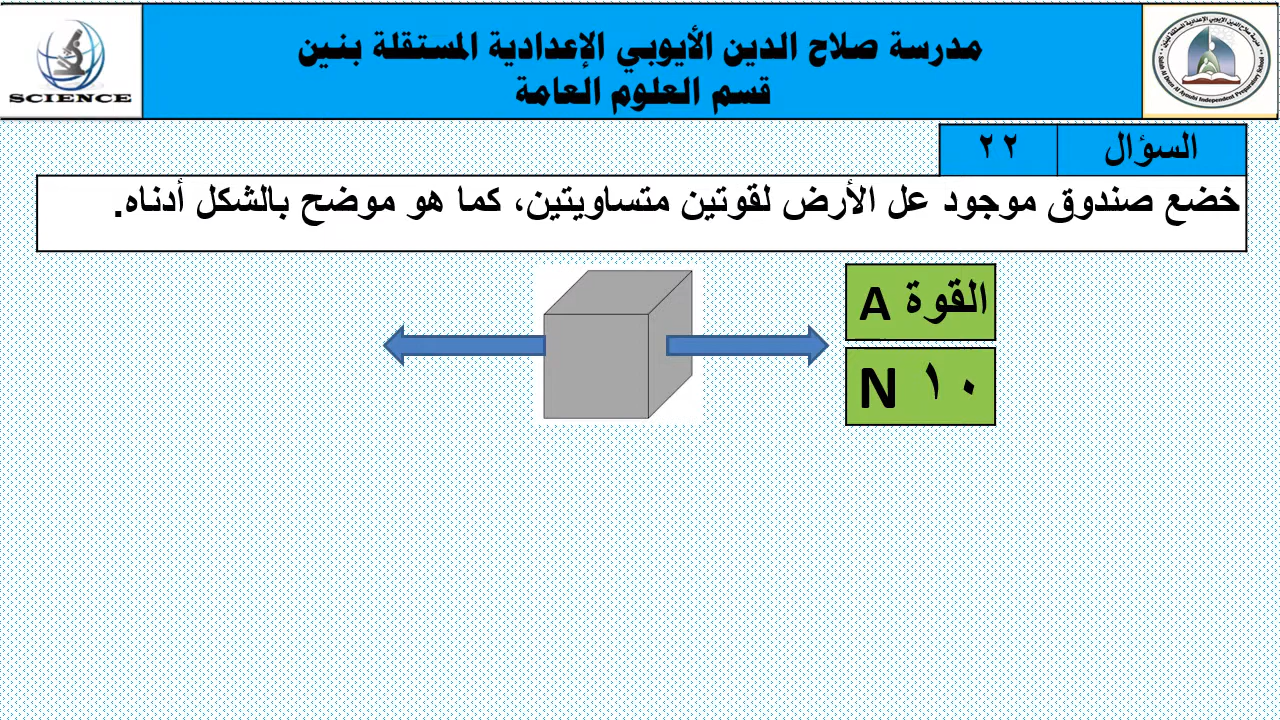 مدرسة صلاح الدين الأيوبي الإعدادية المستقلة بنين
قسم العلوم العامة
SCIENCE
السؤال ٢٢
خضع صندوق موجود عل الأرض لقوتين متساويتين، كما هو موضح بالشكل أدناه.
القوة A
١٠ N